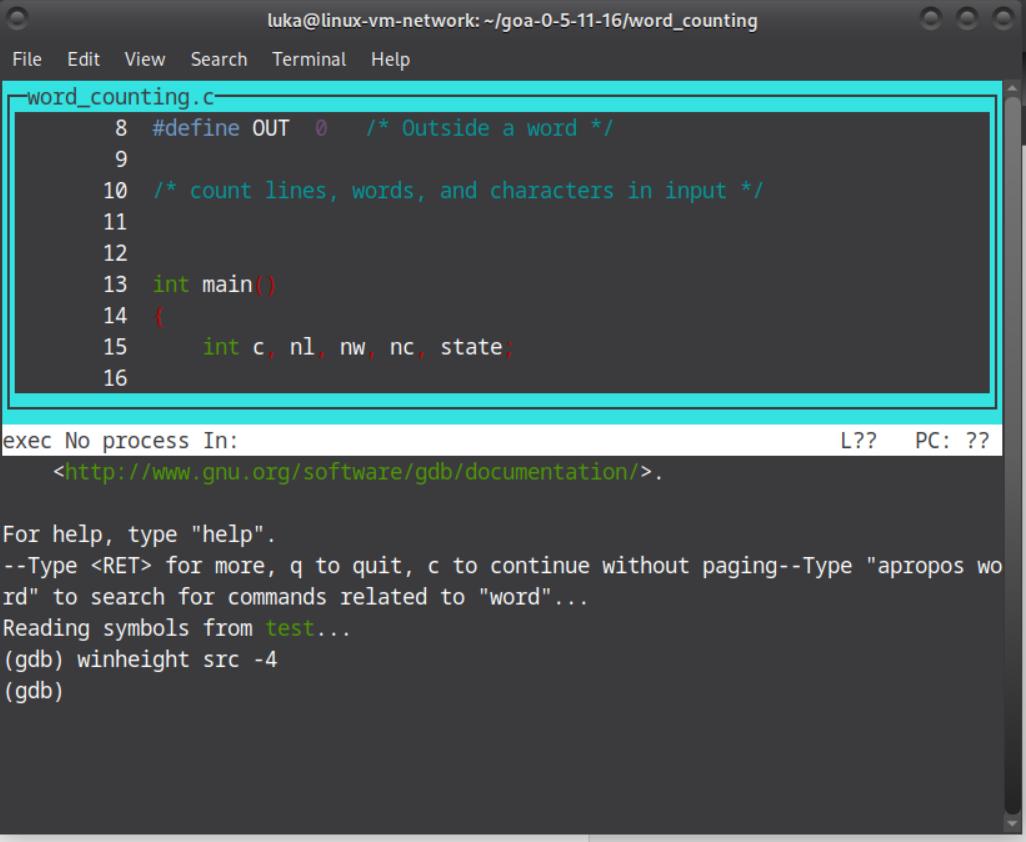 luka@linux-vm-network: ~/goa-0-5-11-16/word_counting
File Edit View Search Terminal Help
word_counting.c
8 #define OUT 0 /* Outside a word */
9
10 /* count lines, words, and characters in input */
11
12
13 int main()
14 {
15 int c, nl, nw, nc, state;
16
exec No process In: L?? PC: ??
<http://www.gnu.org/software/gdb/documentation/>.
For help, type "help".
--Type <RET> for more, q to quit, c to continue without paging--Type "apropos wo
rd" to search for commands related to "word"...
Reading symbols from test...
(gdb) winheight src -4
(gdb)